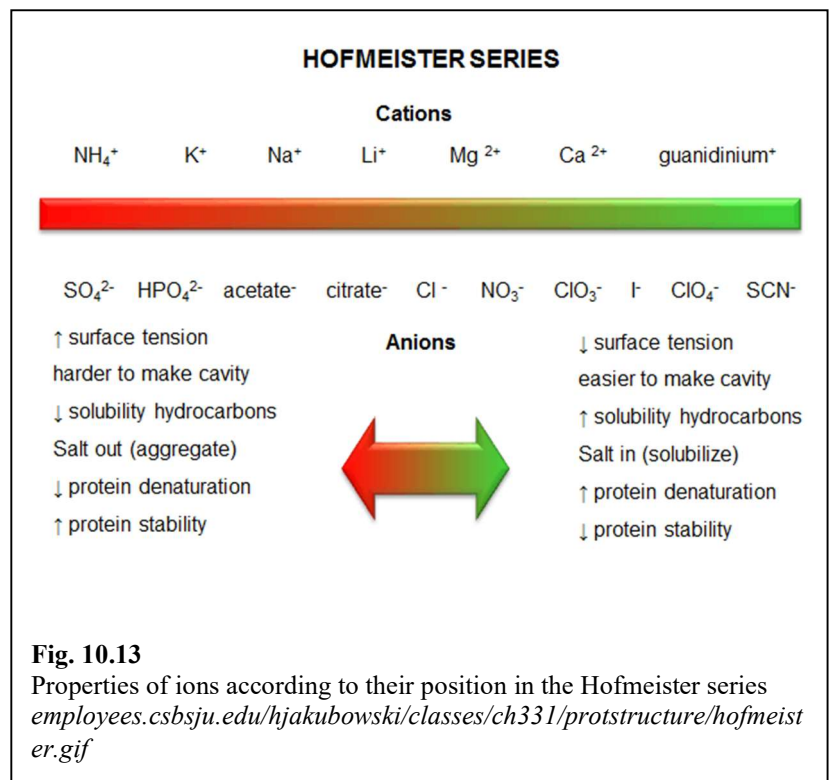 HOFMEISTER SERIES
Cations
NH₄⁺ K⁺ Na⁺ Li⁺ Mg ²⁺ Ca ²⁺ guanidinium⁺
SO₄²⁻ HPO₄²⁻ acetate⁻ citrate⁻ Cl ⁻ NO₃⁻ ClO₃⁻ I⁻ ClO₄⁻ SCN⁻
Anions
↑ surface tension
harder to make cavity
↓ solubility hydrocarbons
Salt out (aggregate)
↓ protein denaturation
↑ protein stability
↓ surface tension
easier to make cavity
↑ solubility hydrocarbons
Salt in (solubilize)
↑ protein denaturation
↓ protein stability
Fig. 10.13
Properties of ions according to their position in the Hofmeister series
employees.csbsju.edu/hjakubowski/classes/ch331/protstructure/hofmeist
er.gif